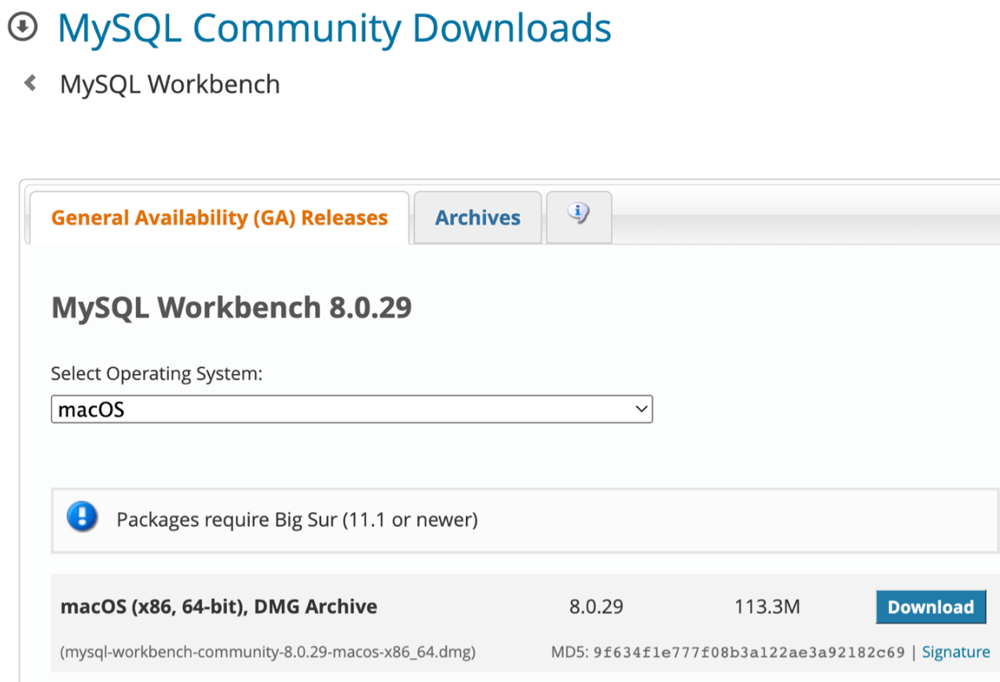 MySQL Community Downloads
MySQL Workbench
General Availability (GA) Releases Archives
MySQL Workbench 8.0.29
Select Operating System:
macOS
Packages require Big Sur (11.1 or newer)
macOS (x86, 64-bit), DMG Archive 8.0.29 113.3M Download
(mysql-workbench-community-8.0.29-macos-x86_64.dmg) MD5: 9f634f1e777f08b3a122ae3a92182c69 | Signature